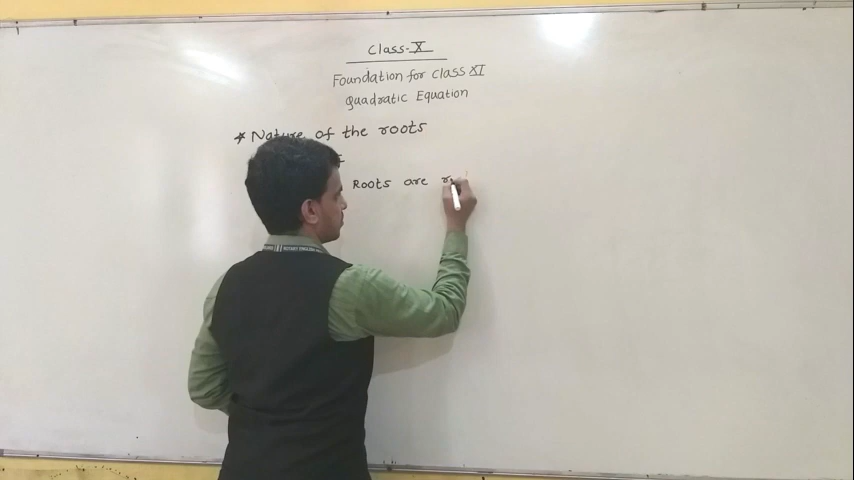 Class-X
Foundation for class XI
Quadratic Equation
* Nature of the roots
Roots are